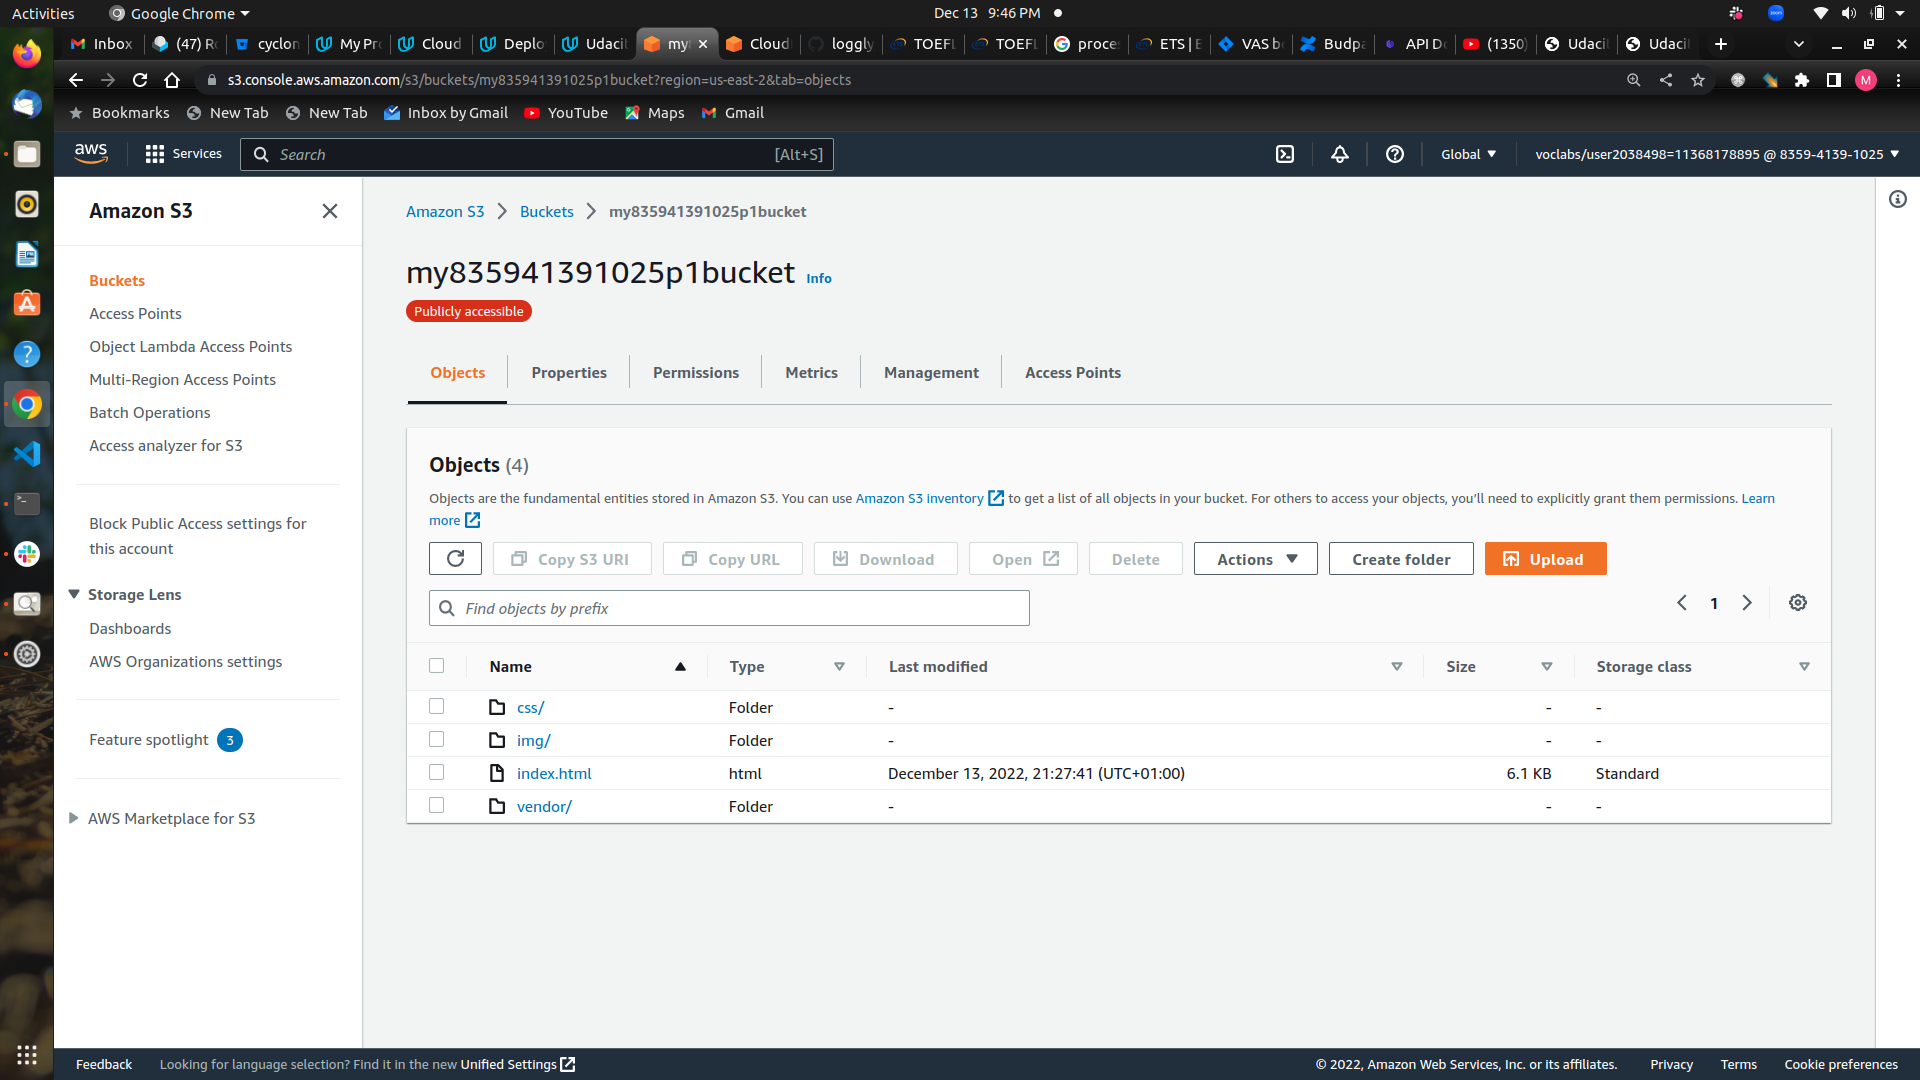 Activities Google Chrome Dec 13 9:46 PM
Inbox (47) cyclon My Pr Cloud Deplo Udaci my Cloud loggly TOEFL TOEFL proce ETS | E VAS b Budpa API D (1350) Udaci Udaci
s3.console.aws.amazon.com/s3/buckets/my835941391025p1bucket?region=us-east-2&tab=objects M
Bookmarks New Tab New Tab Inbox by Gmail YouTube Maps Gmail
aws Services Search [Alt+S] Global voclabs/user2038498=11368178895 @ 8359-4139-1025
Amazon S3
Buckets
Access Points
Object Lambda Access Points
Multi-Region Access Points
Batch Operations
Access analyzer for S3
Block Public Access settings for
this account
Storage Lens
Dashboards
AWS Organizations settings
Feature spotlight 3
AWS Marketplace for S3
Amazon S3 Buckets my835941391025p1bucket
my835941391025p1bucket Info
Publicly accessible
Objects Properties Permissions Metrics Management Access Points
Objects (4)
Objects are the fundamental entities stored in Amazon S3. You can use Amazon S3 inventory to get a list of all objects in your bucket. For others to access your objects, you'll need to explicitly grant them permissions. Learn
more
Copy S3 URI Copy URL Download Open Delete Actions Create folder Upload
Find objects by prefix 1
Name Type Last modified Size Storage class
css/ Folder - - -
img/ Folder - - -
index.html html December 13, 2022, 21:27:41 (UTC+01:00) 6.1 KB Standard
vendor/ Folder - - -
Feedback Looking for language selection? Find it in the new Unified Settings © 2022, Amazon Web Services, Inc. or its affiliates. Privacy Terms Cookie preferences